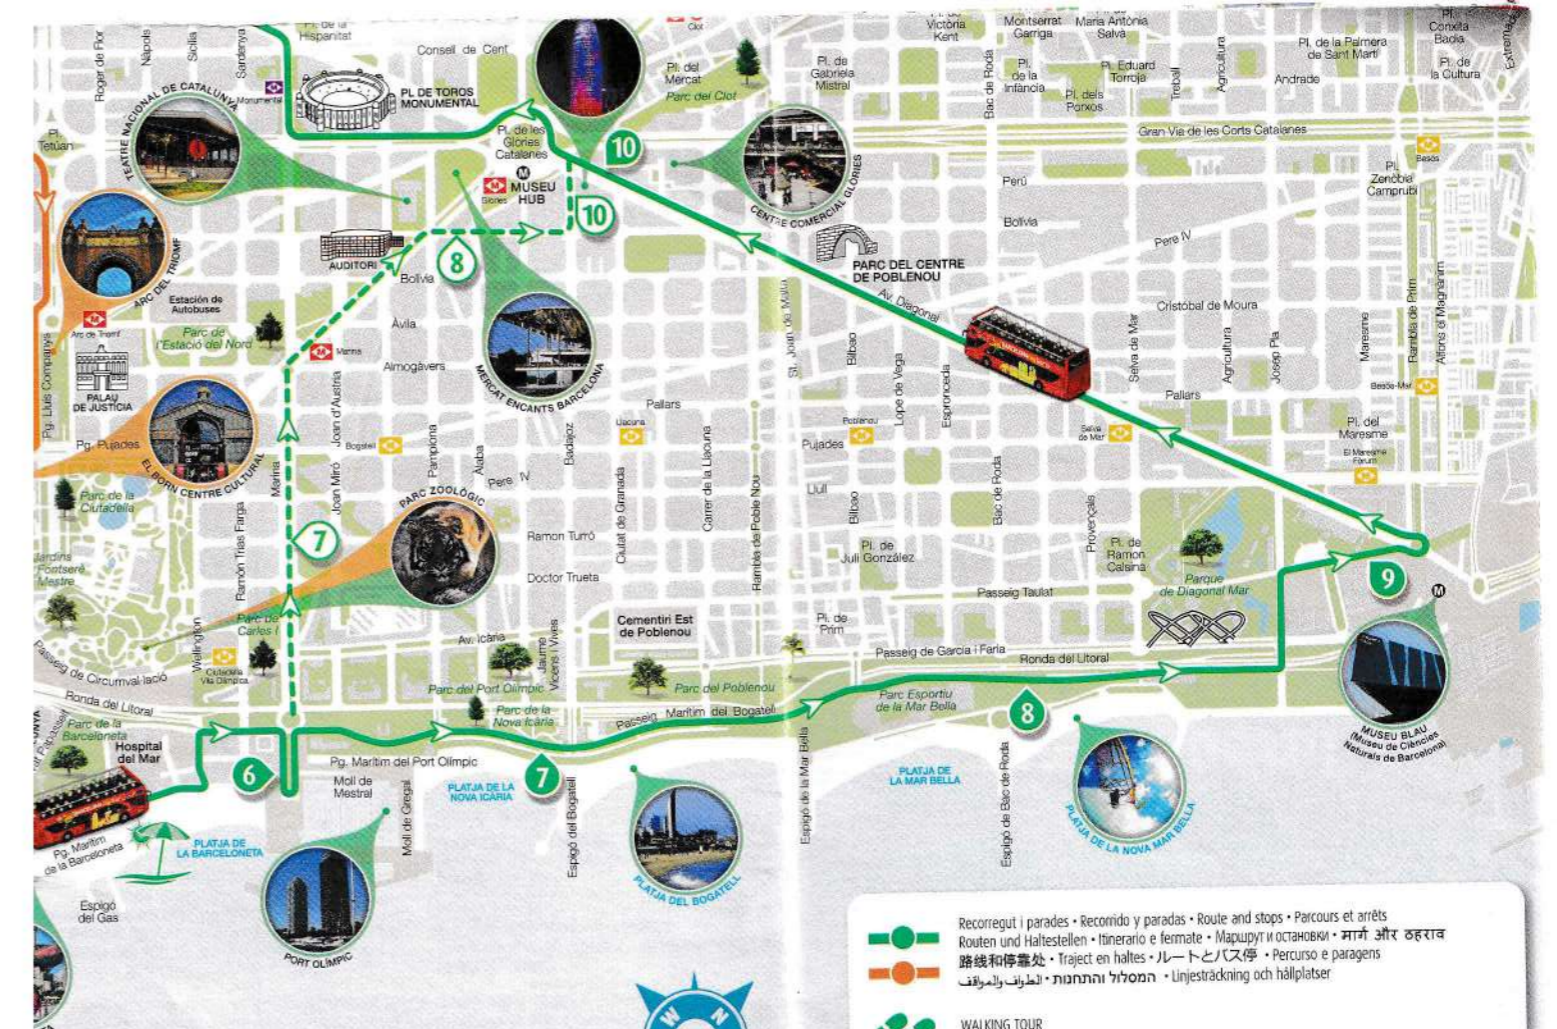 Roger de Flor
Nàpols
Sicília
Sardenya
Hispanitat
Consell de Cent
Monumental
PL DE TOROS
MONUMENTAL
TEATRE NACIONAL DE CATALUNYA
Pl.
Tetúan
Clot
Pl. del
Mercat
Parc del Clot
Victòria
Kent
Montserrat
Garriga
Maria Antònia
Salvà
Pl. de
Gabriela
Mistral
Bac de Roda
Pl.
de la
Infància
Pl. Eduard
Torroja
Pl. dels
Porxos
Treball
Agricultura
Pl. de la Palmera
de Sant Martí
Andrade
Pl.
Conxita
Badia
Pl. de
la Cultura
Gran Via de les Corts Catalanes
Besòs
Pl.
Zenobia
Camprubí
Pl. de les
Glòries
Catalanes
10
M
MUSEU
HUB
Glòries
10
CENTRE COMERCIAL GLÒRIES
Perú
Bolívia
Pere IV
ARC DEL TRIOMF
AUDITORI
8
Bolívia
PARC DEL CENTRE
DE POBLENOU
Av. Diagonal
Cristóbal de Moura
Rambla de Prim
Alfons el Magnànim
Estación de
Autobuses
Parc de
l'Estació del Nord
Arc de Triomf
Pg. Lluís Companys
PALAU
DE JUSTÍCIA
Marina
Àvila
Almogàvers
MERCAT ENCANTS BARCELONA
St. Joan de Malta
Bilbao
Lope de Vega
Espronceda
Selva de Mar
Agricultura
Josep Pla
Maresme
Pallars
Besòs-Mar
Pl. del
Maresme
El Maresme
Fòrum
Pg. Pujades
EL BORN CENTRE CULTURAL
Marina
Joan d'Àustria
Bogatell
Pamplona
Àlaba
Badajoz
Llacuna
Pallars
Poblenou
Pujades
Selva
de Mar
Joan Miró
Pere IV
Ciutat de Granada
Carrer de la Llacuna
Rambla de Poble Nou
Llull
Bilbao
Bac de Roda
Provençals
Parc de la
Ciutadella
PARC ZOOLÒGIC
7
Ramón Trias Farga
Ramon Turró
Doctor Trueta
Pl. de
Juli González
Pl. de
Ramon
Calsina
Parque
de Diagonal Mar
9
M
Jardins
Fontserè
Mestre
Passeig Taulat
Parc de
Carles I
Wellington
Ciutadella
Vila Olímpica
Cementiri Est
de Poblenou
Pl. de
Prim
Av. Icària
Jaume
Vicens i Vives
Passeig de Garcia i Faria
Ronda del Litoral
Passeig de Circumval·lació
Ronda del Litoral
Parc del Port Olímpic
Parc de la
Nova Icària
Parc del Poblenou
Passeig Marítim del Bogatell
Parc Esportiu
de la Mar Bella
8
MUSEU BLAU
(Museu de Ciències
Naturals de Barcelona)
Parc de la
Barceloneta
Hospital
del Mar
6
Pg. Marítim del Port Olímpic
Moll de
Mestral
Moll de Gregal
PLATJA DE LA
NOVA ICÀRIA
7
Espigó del Bogatell
Espigó de la Mar Bella
PLATJA DE
LA MAR BELLA
Espigó de Bac de Roda
PLATJA DE LA NOVA MAR BELLA
Pg. Marítim
de la Barceloneta
PLATJA DE
LA BARCELONETA
PLATJA DEL BOGATELL
Espigó
del Gas
PORT OLÍMPIC
W
N
Recorregut i parades • Recorrido y paradas • Route and stops • Parcours et arrêts
Routen und Haltestellen • Itinerario e fermate • Маршрут и остановки • मार्ग और ठहराव
路线和停靠处 • Traject en haltes • ルートとバス停 • Percurso e paragens
הטעינה המסלול והתחנות • Linjesträckning och hållplatser
WALKING TOUR